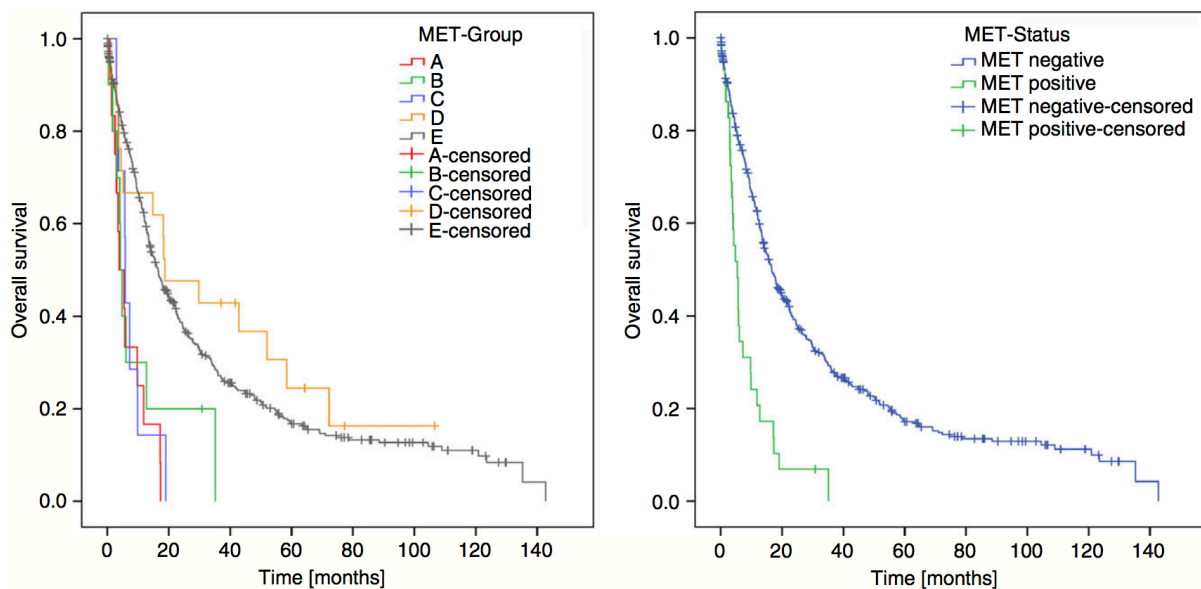 MET-Group
A
B
C
D
E
A-censored
B-censored
C-censored
D-censored
E-censored
1.0
0.8
0.6
0.4
0.2
0.0
Overall survival
0 20 40 60 80 100 120 140
Time [months]
MET-Status
MET negative
MET positive
MET negative-censored
MET positive-censored
1.0
0.8
0.6
0.4
0.2
0.0
Overall survival
0 20 40 60 80 100 120 140
Time [months]